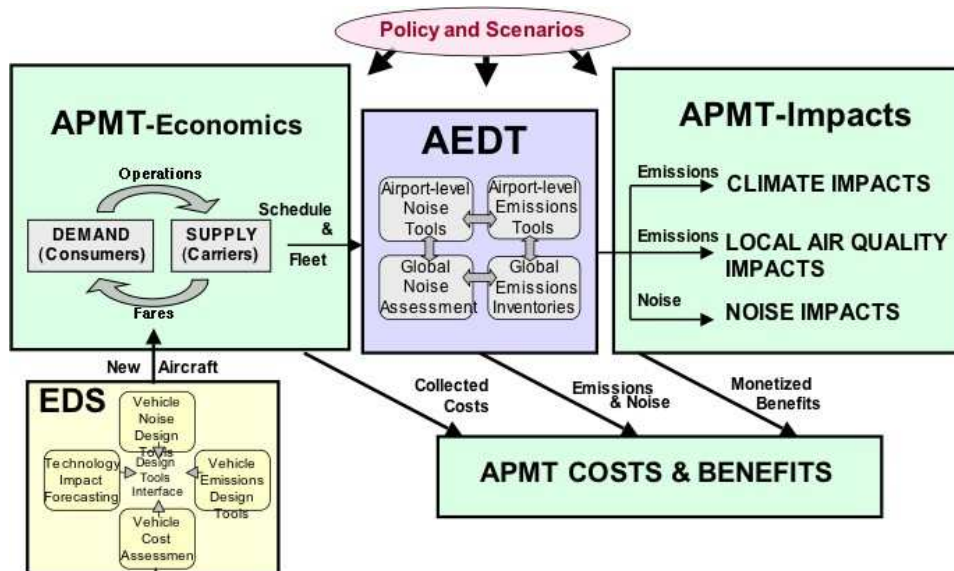 Policy and Scenarios
APMT-Economics
Operations
DEMAND
(Consumers)
SUPPLY
(Carriers)
Fares
Schedule
&
Fleet
AEDT
Airport-level
Noise
Tools
Airport-level
Emissions
Tools
Global
Noise
Assessment
Global
Emissions
Inventories
APMT-Impacts
Emissions
CLIMATE IMPACTS
Emissions
LOCAL AIR QUALITY
IMPACTS
Noise
NOISE IMPACTS
New Aircraft
EDS
Vehicle
Noise
Design
Tools
Technology
Impact
Forecasting
Design
Tools
Interface
Vehicle
Emissions
Design
Tools
Vehicle
Cost
Assessmen
Collected
Costs
Emissions
& Noise
Monetized
Benefits
APMT COSTS & BENEFITS